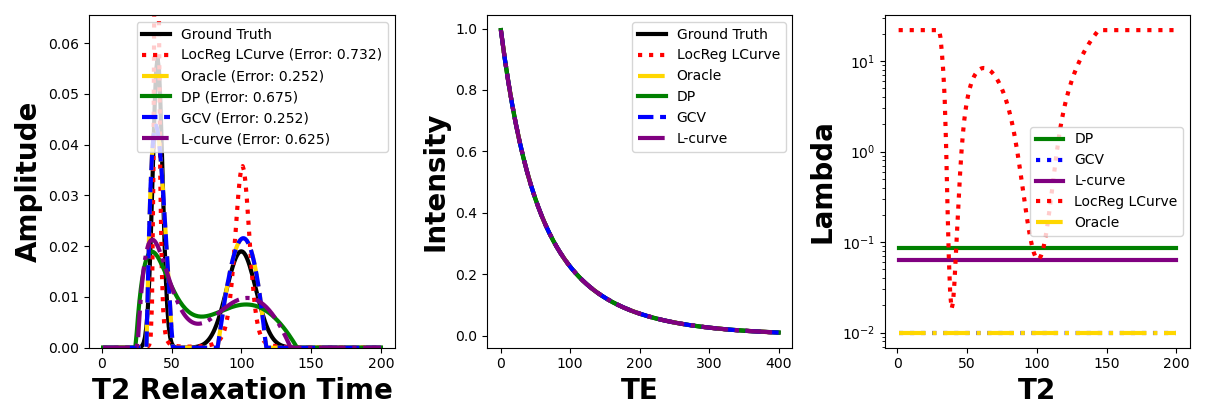 Amplitude
0.06
0.05
0.04
0.03
0.02
0.01
0.00
Ground Truth
LocReg LCurve (Error: 0.732)
Oracle (Error: 0.252)
DP (Error: 0.675)
GCV (Error: 0.252)
L-curve (Error: 0.625)
0 50 100 150 200
T2 Relaxation Time
Intensity
1.0
0.8
0.6
0.4
0.2
0.0
Ground Truth
LocReg LCurve
Oracle
DP
GCV
L-curve
0 100 200 300 400
TE
Lambda
10¹
10⁰
10⁻¹
10⁻²
DP
GCV
L-curve
LocReg LCurve
Oracle
0 50 100 150 200
T2